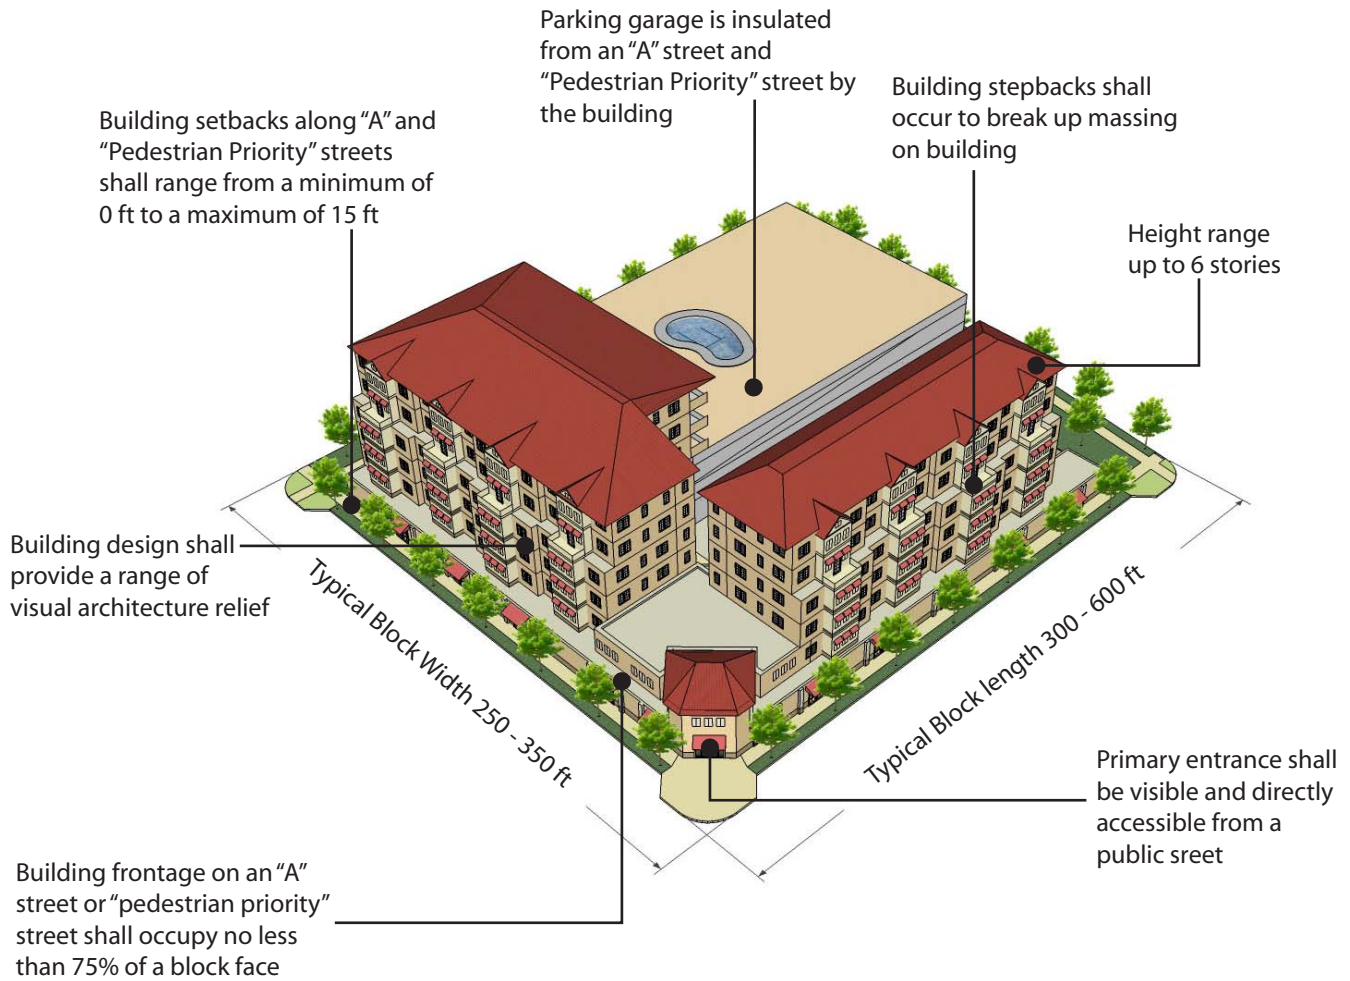 Parking garage is insulated
from an “A” street and
“Pedestrian Priority” street by
the building
Building stepbacks shall
occur to break up massing
on building
Building setbacks along “A” and
“Pedestrian Priority” streets
shall range from a minimum of
0 ft to a maximum of 15 ft
Height range
up to 6 stories
Building design shall
provide a range of
visual architecture relief
Typical Block Width 250 - 350 ft
Typical Block length 300 - 600 ft
Primary entrance shall
be visible and directly
accessible from a
public sreet
Building frontage on an “A”
street or “pedestrian priority”
street shall occupy no less
than 75% of a block face